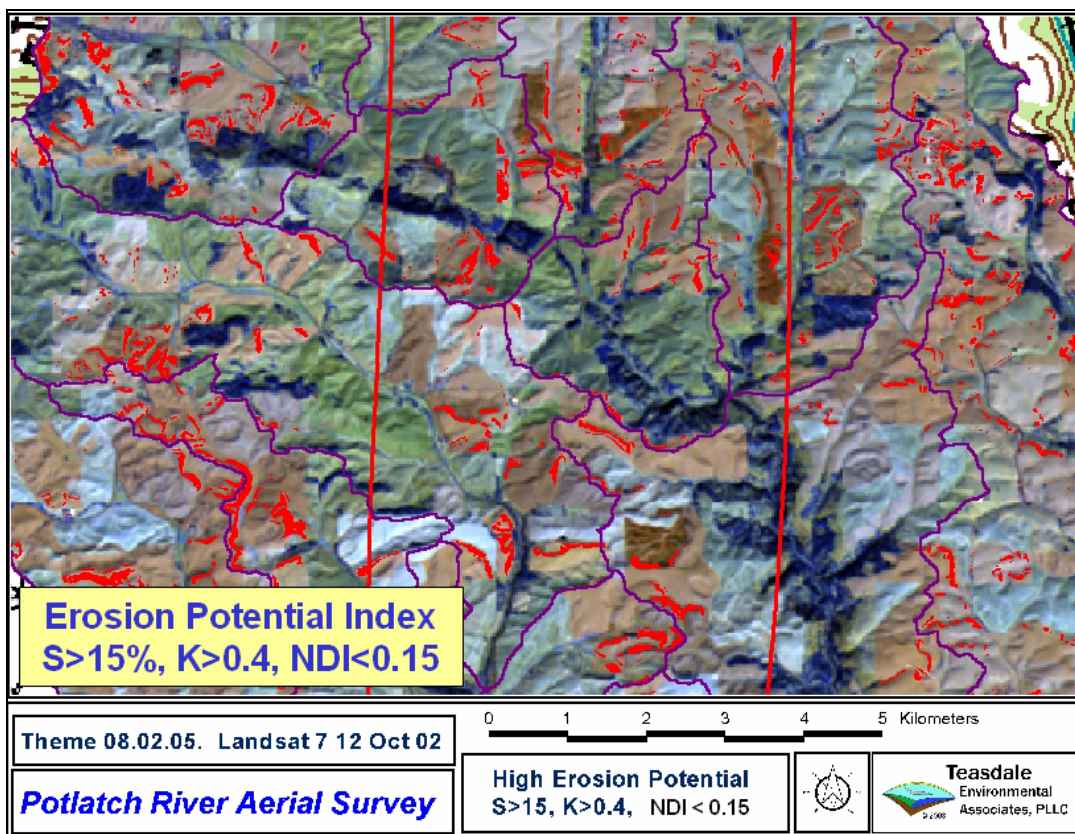 Erosion Potential Index
S>15%, K>0.4, NDI<0.15
Theme 08.02.05. Landsat 7 12 Oct 02
Potlatch River Aerial Survey
0 1 2 3 4 5 Kilometers
High Erosion Potential
S>15, K>0.4, NDI < 0.15
Teasdale
Environmental
Associates, PLLC